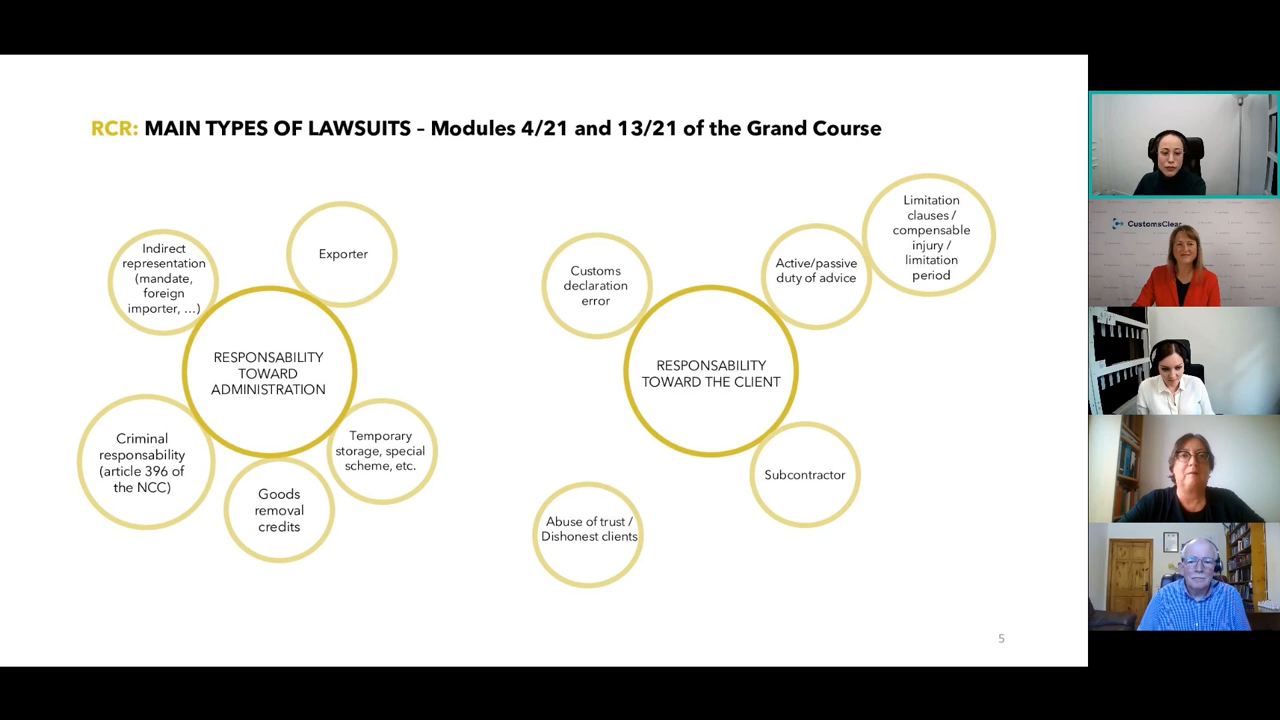 RCR: MAIN TYPES OF LAWSUITS – Modules 4/21 and 13/21 of the Grand Course
Indirect
representation
(mandate,
foreign
importer, …)
Exporter
RESPONSABILITY
TOWARD
ADMINISTRATION
Criminal
responsability
(article 396 of
the NCC)
Goods
removal
credits
Temporary
storage, special
scheme, etc.
Customs
declaration
error
Active/passive
duty of advice
Limitation
clauses /
compensable
injury /
limitation
period
RESPONSABILITY
TOWARD THE CLIENT
Subcontractor
Abuse of trust /
Dishonest clients
5
CustomsClear